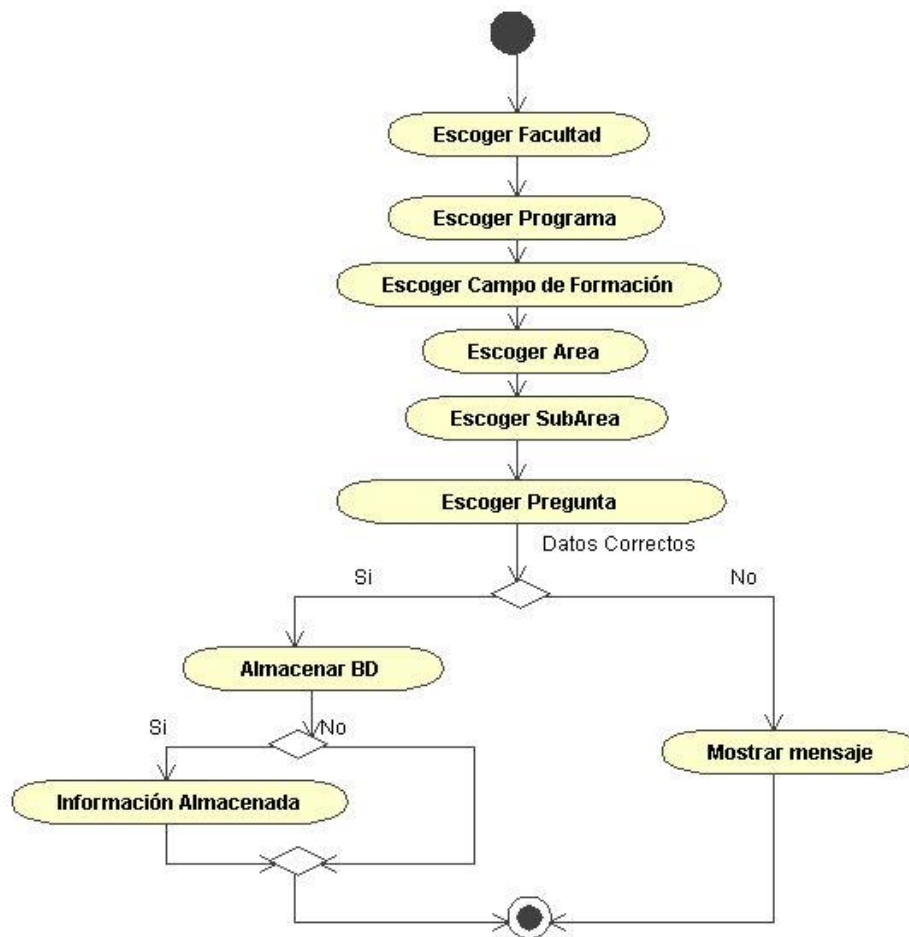 Escoger Facultad
Escoger Programa
Escoger Campo de Formación
Escoger Area
Escoger SubArea
Escoger Pregunta
Datos Correctos
Si
No
Almacenar BD
Si
No
Mostrar mensaje
Información Almacenada